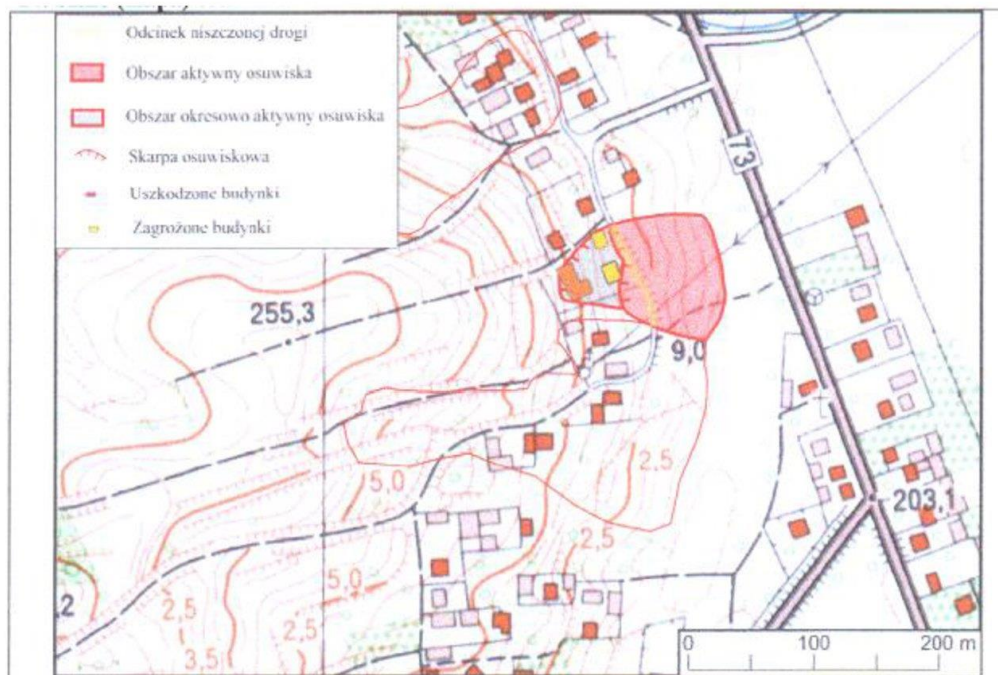 Odcinek niszczonej drogi
Obszar aktywny osuwiska
Obszar okresowo aktywny osuwiska
Skarpa osuwiskowa
Uszkodzone budynki
Zagrożone budynki
73
255,3
9,0
2,5
5,0
203,1
2,5
5,0
,2
2,5
2,5
3,5
0 100 200 m